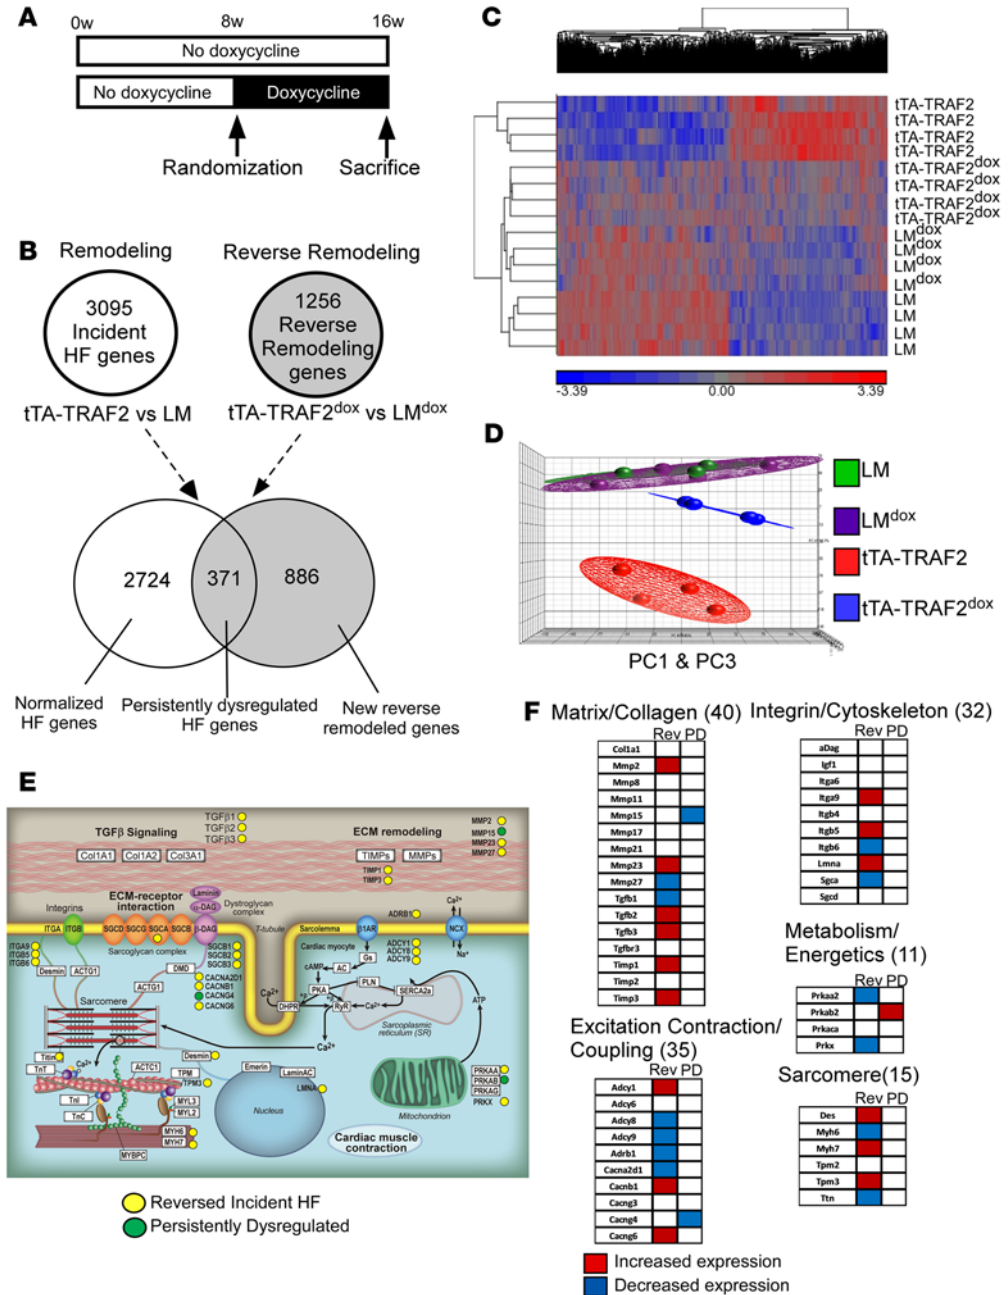 A
0w 8w 16w
No doxycycline
No doxycycline Doxycycline
Randomization Sacrifice
B
Remodeling Reverse Remodeling
3095
Incident
HF genes
1256
Reverse
Remodeling
genes
tTA-TRAF2 vs LM tTA-TRAF2dox vs LMdox
2724 371 886
Normalized
HF genes
Persistently dysregulated
HF genes
New reverse
remodeled genes
C
tTA-TRAF2
tTA-TRAF2
tTA-TRAF2
tTA-TRAF2
tTA-TRAF2dox
tTA-TRAF2dox
tTA-TRAF2dox
tTA-TRAF2dox
LMdox
LMdox
LMdox
LMdox
LM
LM
LM
LM
-3.39 0.00 3.39
D
LM
LMdox
tTA-TRAF2
tTA-TRAF2dox
PC1 & PC3
E
TGFβ Signaling
TGFβ1
TGFβ2
TGFβ3
ECM remodeling
MMP2
MMP15
MMP23
MMP27
Col1A1 Col1A2 Col3A1
TIMPs MMPs
TIMP1
TIMP3
ECM-receptor
interaction
Laminin
α-DAG
Dystroglycan
complex
Integrins
ITGA ITGB SGCD SGCG SGCA SGCB β-DAG
Sarcoglycan complex
T-tubule
Sarcolemma
ADRB1
β1AR
NCX
Ca2+
Na+
Cardiac myocyte
Gs
ADCY1
ADCY8
ADCY9
ITGA9
ITGB5
ITGB6
Desmin ACTG1
DMD
ACTG1
SGCB1
SGCB2
SGCB3
CACNA2D1
CACNB1
CACNG4
CACNG6
cAMP AC
PKA
PLN
SERCA2a
Ca2+
DHPR
RyR
Ca2+
Ca2+
ATP
Sarcoplasmic
reticulum (SR)
Sarcomere
Titin
TnT
Ca2+
ACTC1
TPM
TPM3
Desmin
Emerin
LaminAC
LMNA
Nucleus
Mitochondrion
PRKAA
PRKAB
PRKAG
PRKX
TnI
TnC
MYL3
MYL2
MYH6
MYH7
MYBPC
Cardiac muscle
contraction
Reversed Incident HF
Persistently Dysregulated
F
Matrix/Collagen (40)
Rev PD
Col1a1
Mmp2
Mmp8
Mmp11
Mmp15
Mmp17
Mmp21
Mmp23
Mmp27
Tgfb1
Tgfb2
Tgfb3
Tgfbr3
Timp1
Timp2
Timp3
Integrin/Cytoskeleton (32)
Rev PD
aDag
Igf1
Itga6
Itga9
Itgb4
Itgb5
Itgb6
Lmna
Sgca
Sgcd
Metabolism/
Energetics (11)
Rev PD
Prkaa2
Prkab2
Prkaca
Prkx
Excitation Contraction/
Coupling (35)
Rev PD
Adcy1
Adcy6
Adcy8
Adcy9
Adrb1
Cacna2d1
Cacnb1
Cacng3
Cacng4
Cacng6
Sarcomere(15)
Rev PD
Des
Myh6
Myh7
Tpm2
Tpm3
Ttn
Increased expression
Decreased expression